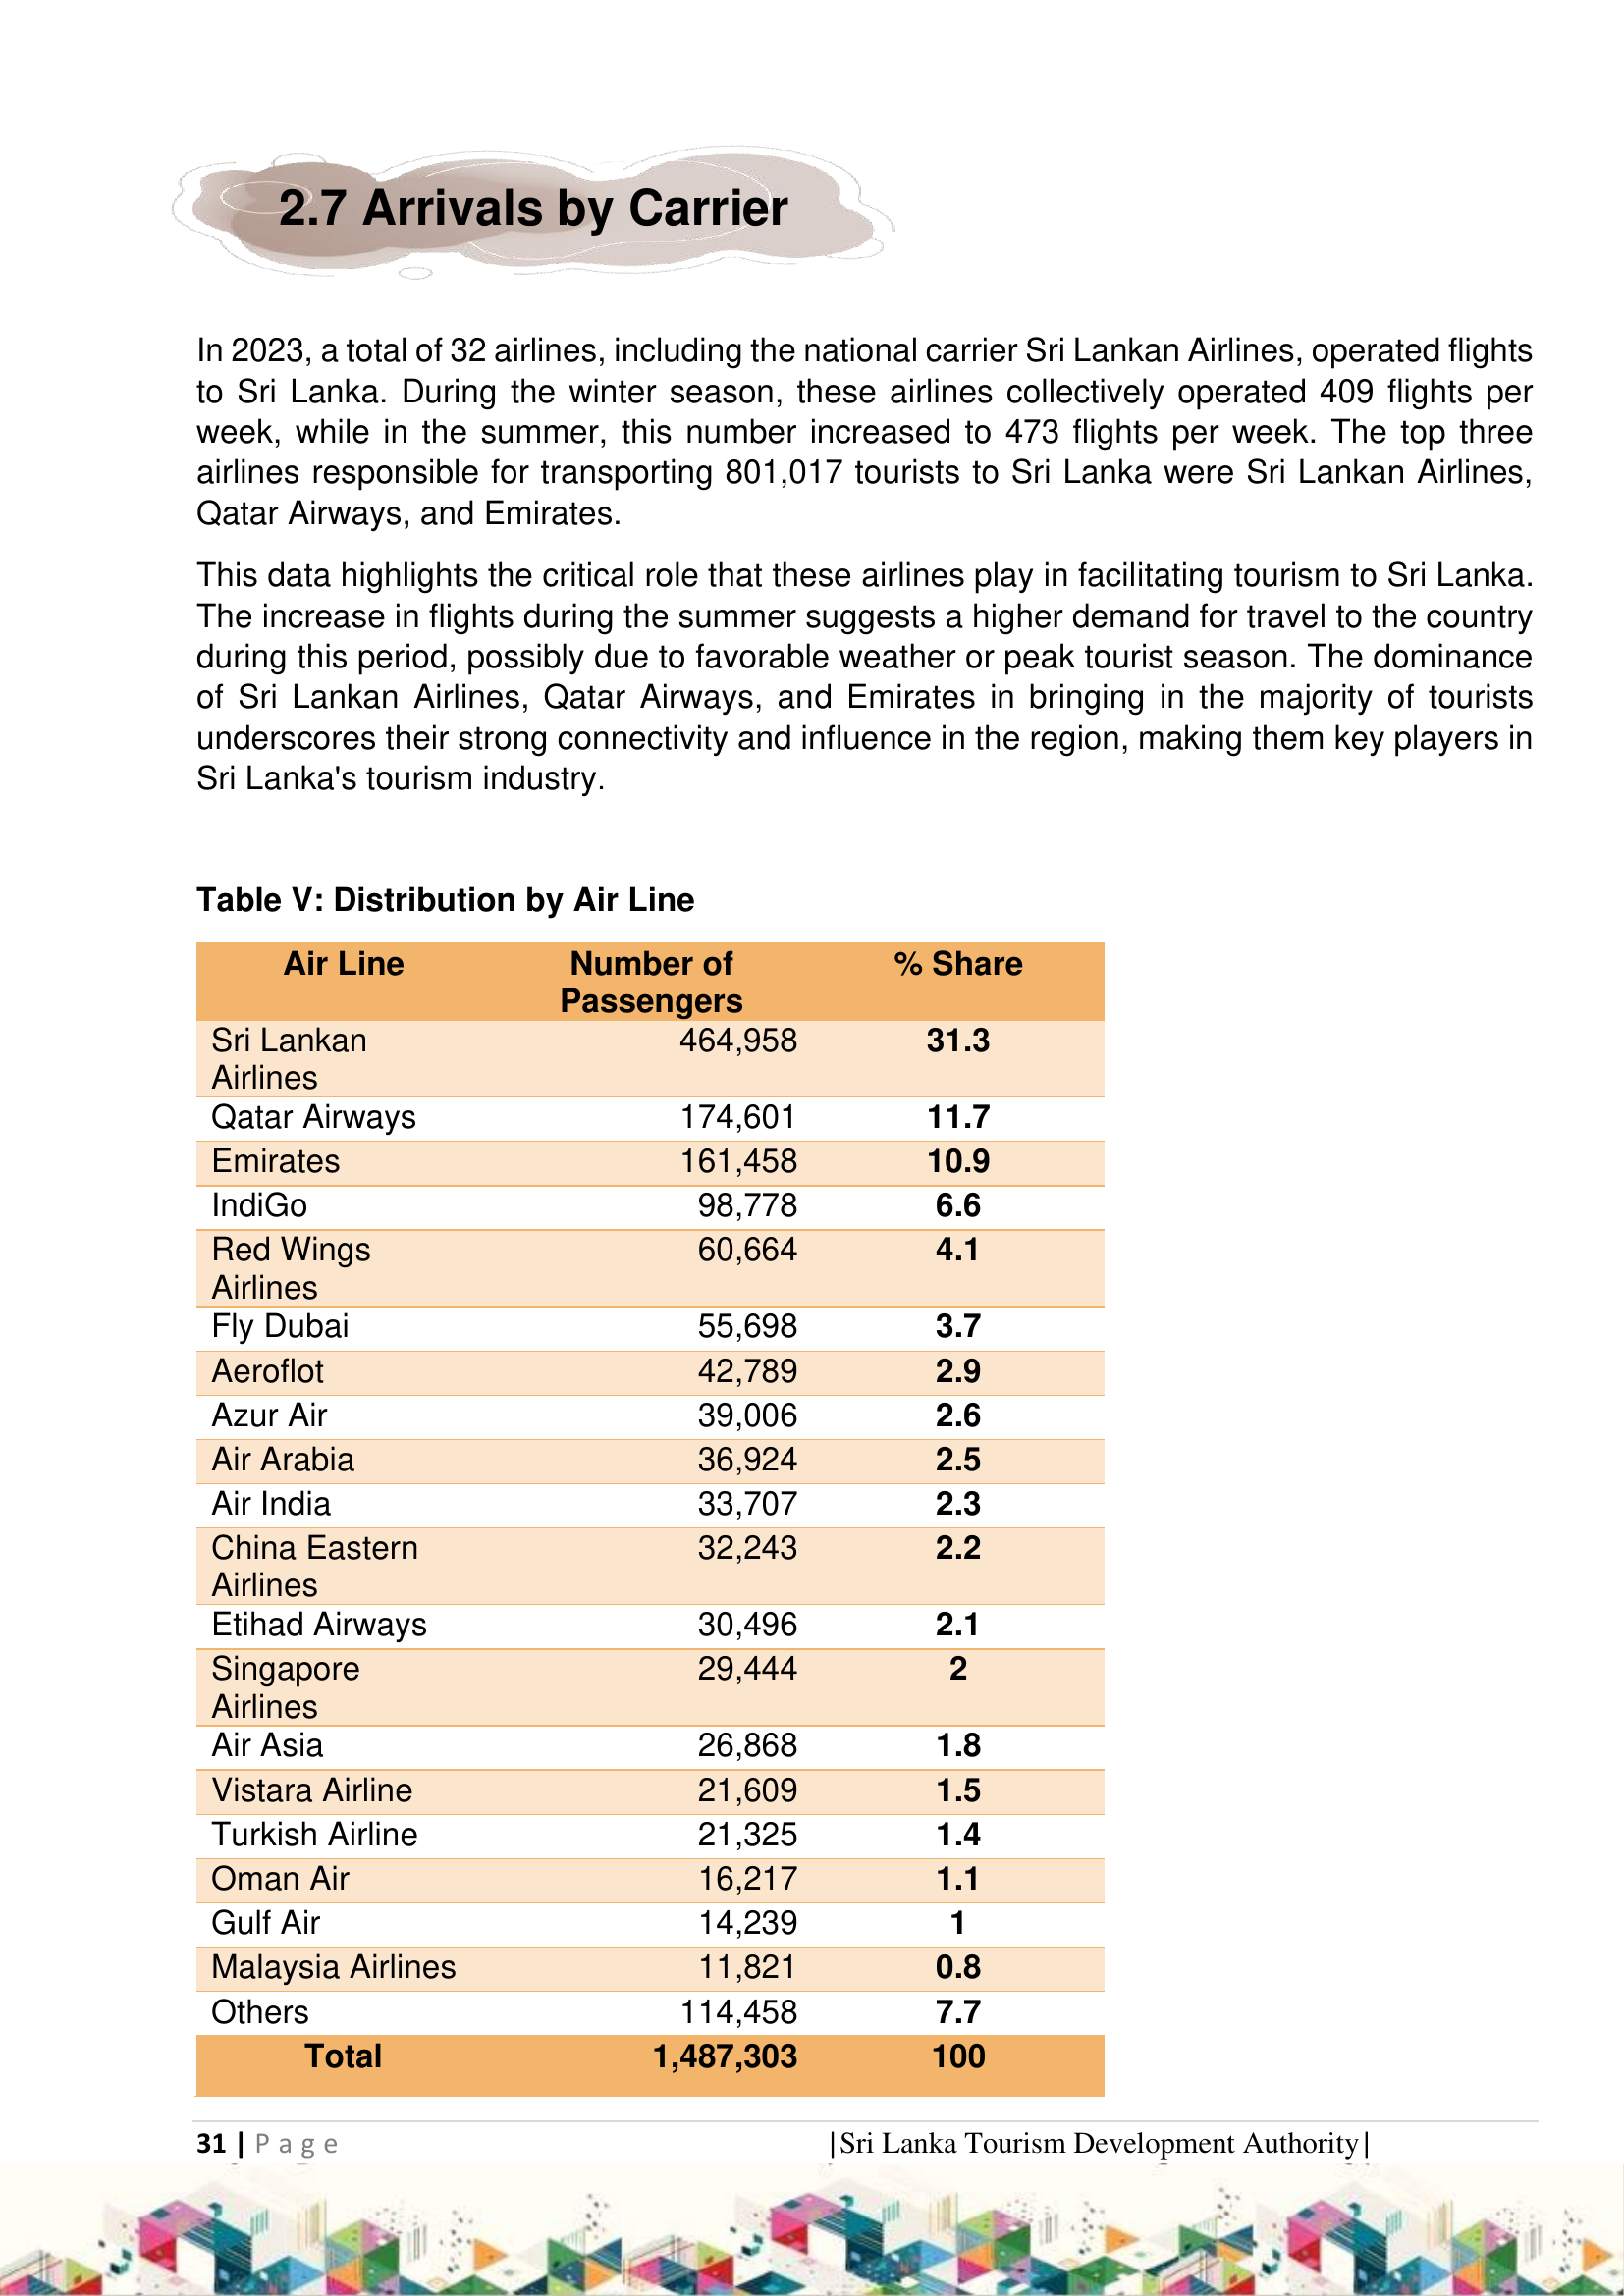 2.7 Arrivals by Carrier
In 2023, a total of 32 airlines, including the national carrier Sri Lankan Airlines, operated flights
to Sri Lanka. During the winter season, these airlines collectively operated 409 flights per
week, while in the summer, this number increased to 473 flights per week. The top three
airlines responsible for transporting 801,017 tourists to Sri Lanka were Sri Lankan Airlines,
Qatar Airways, and Emirates.
This data highlights the critical role that these airlines play in facilitating tourism to Sri Lanka.
The increase in flights during the summer suggests a higher demand for travel to the country
during this period, possibly due to favorable weather or peak tourist season. The dominance
of Sri Lankan Airlines, Qatar Airways, and Emirates in bringing in the majority of tourists
underscores their strong connectivity and influence in the region, making them key players in
Sri Lanka's tourism industry.
Table V: Distribution by Air Line
Air Line Number of % Share
Passengers
Sri Lankan 464,958 31.3
Airlines
Qatar Airways 174,601 11.7
Emirates 161,458 10.9
IndiGo 98,778 6.6
Red Wings 60,664 4.1
Airlines
Fly Dubai 55,698 3.7
Aeroflot 42,789 2.9
Azur Air 39,006 2.6
Air Arabia 36,924 2.5
Air India 33,707 2.3
China Eastern 32,243 2.2
Airlines
Etihad Airways 30,496 2.1
Singapore 29,444 2
Airlines
Air Asia 26,868 1.8
Vistara Airline 21,609 1.5
Turkish Airline 21,325 1.4
Oman Air 16,217 1.1
Gulf Air 14,239 1
Malaysia Airlines 11,821 0.8
Others 114,458 7.7
Total 1,487,303 100
31 | Page |Sri Lanka Tourism Development Authority|